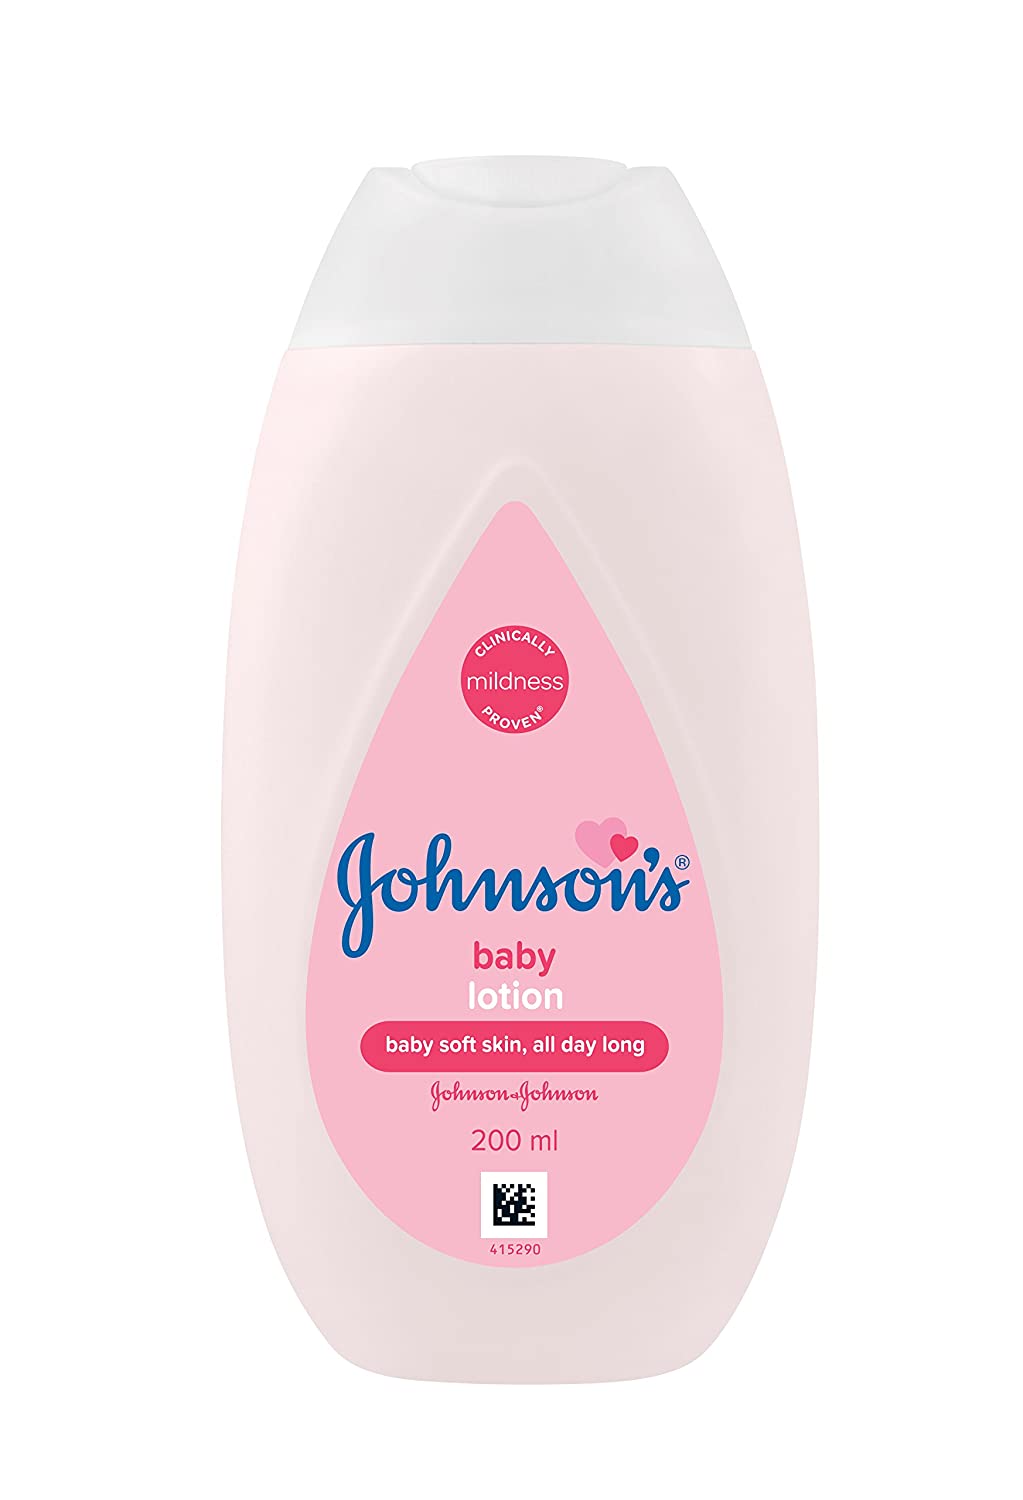 CLINICALLY
mildness
PROVEN®
Johnson's®
baby
lotion
baby soft skin, all day long
Johnson & Johnson
200 ml
415290